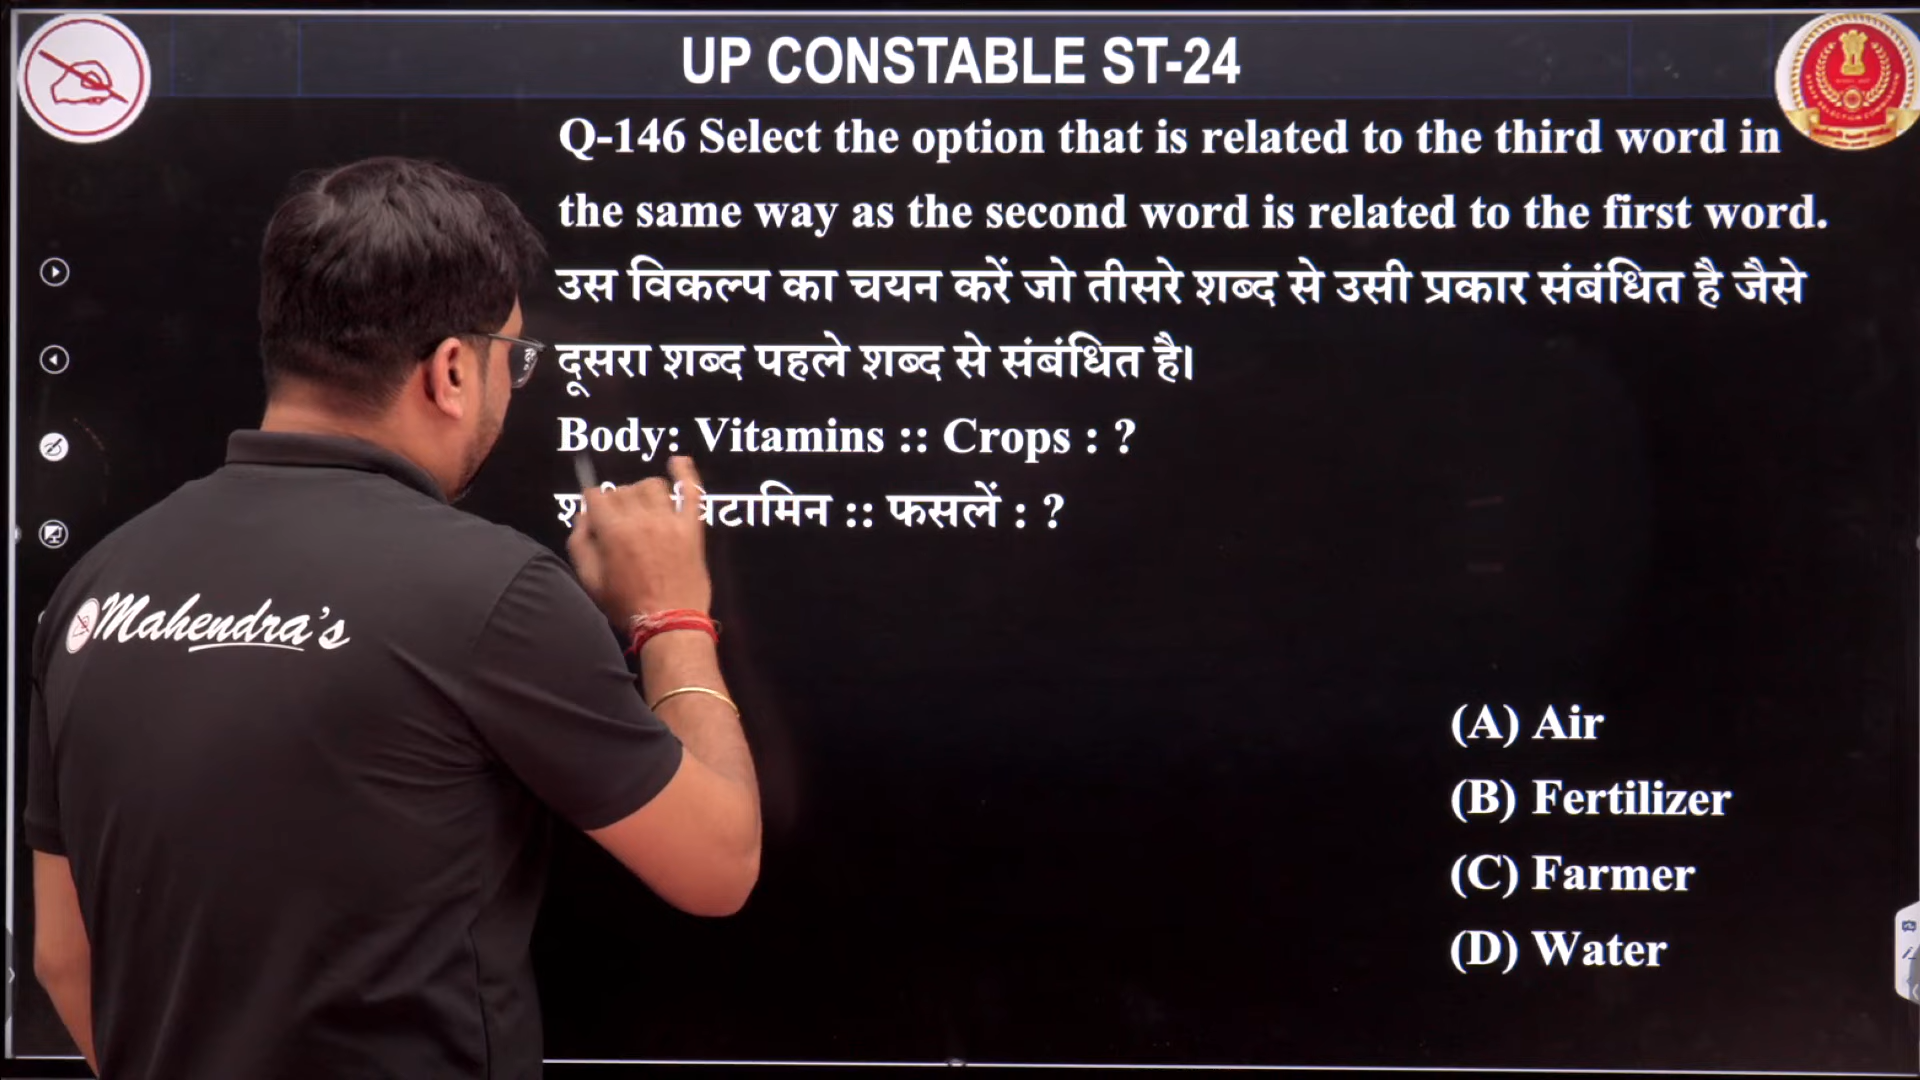 UP CONSTABLE ST-24
Q-146 Select the option that is related to the third word in
the same way as the second word is related to the first word.
उस विकल्प का चयन करें जो तीसरे शब्द से उसी प्रकार संबंधित है जैसे
दूसरा शब्द पहले शब्द से संबंधित है।
Body: Vitamins :: Crops : ?
विटामिन :: फसलें : ?
(A) Air
(B) Fertilizer
(C) Farmer
(D) Water
Mahendra's